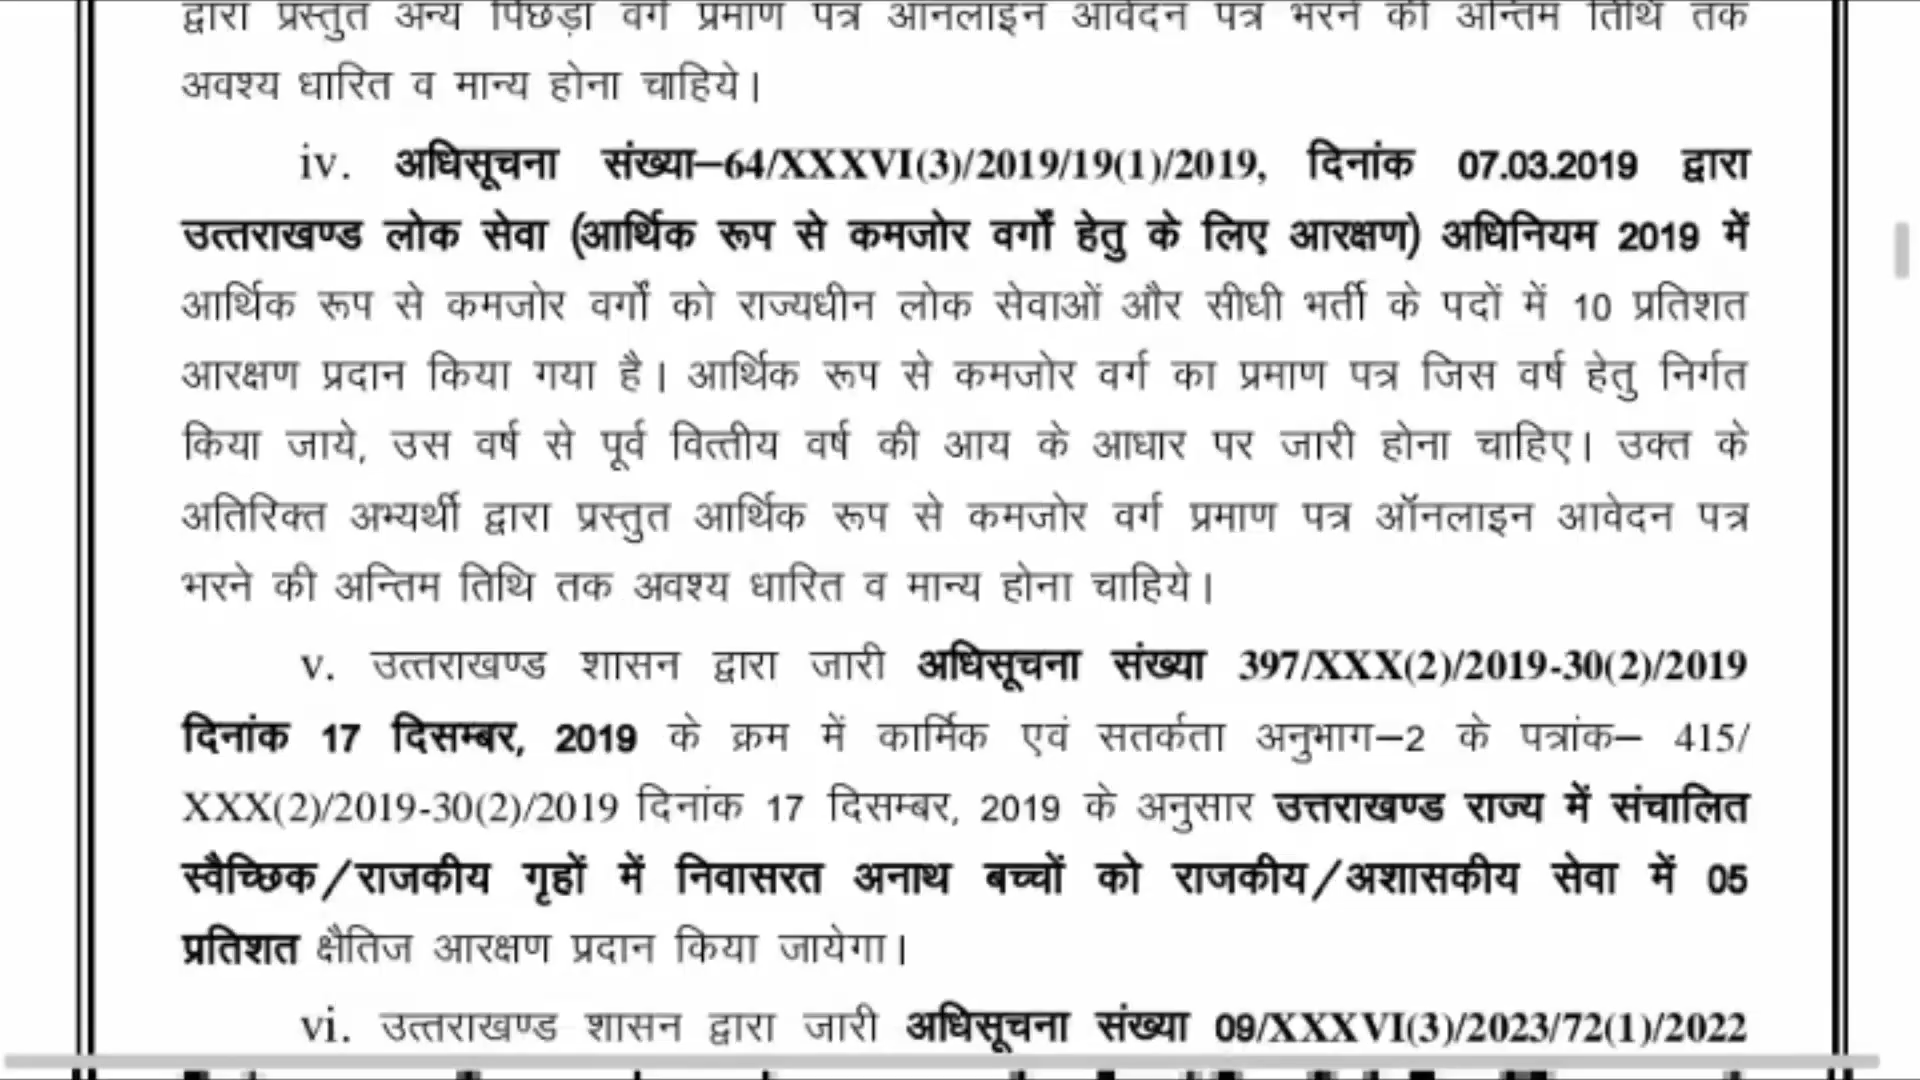 द्वारा प्रस्तुत अन्य पिछड़ा वर्ग प्रमाण पत्र ऑनलाइन आवेदन पत्र भरने की अन्तिम तिथि तक
अवश्य धारित व मान्य होना चाहिये।
iv. अधिसूचना संख्या–64/XXXVI(3)/2019/19(1)/2019, दिनांक 07.03.2019 द्वारा
उत्तराखण्ड लोक सेवा (आर्थिक रूप से कमजोर वर्गों हेतु के लिए आरक्षण) अधिनियम 2019 में
आर्थिक रूप से कमजोर वर्गों को राज्यधीन लोक सेवाओं और सीधी भर्ती के पदों में 10 प्रतिशत
आरक्षण प्रदान किया गया है। आर्थिक रूप से कमजोर वर्ग का प्रमाण पत्र जिस वर्ष हेतु निर्गत
किया जाये, उस वर्ष से पूर्व वित्तीय वर्ष की आय के आधार पर जारी होना चाहिए। उक्त के
अतिरिक्त अभ्यर्थी द्वारा प्रस्तुत आर्थिक रूप से कमजोर वर्ग प्रमाण पत्र ऑनलाइन आवेदन पत्र
भरने की अन्तिम तिथि तक अवश्य धारित व मान्य होना चाहिये।
v. उत्तराखण्ड शासन द्वारा जारी अधिसूचना संख्या 397/XXX(2)/2019-30(2)/2019
दिनांक 17 दिसम्बर, 2019 के क्रम में कार्मिक एवं सतर्कता अनुभाग–2 के पत्रांक– 415/
XXX(2)/2019-30(2)/2019 दिनांक 17 दिसम्बर, 2019 के अनुसार उत्तराखण्ड राज्य में संचालित
स्वैच्छिक/राजकीय गृहों में निवासरत अनाथ बच्चों को राजकीय/अशासकीय सेवा में 05
प्रतिशत क्षैतिज आरक्षण प्रदान किया जायेगा।
vi. उत्तराखण्ड शासन द्वारा जारी अधिसूचना संख्या 09/XXXVI(3)/2023/72(1)/2022